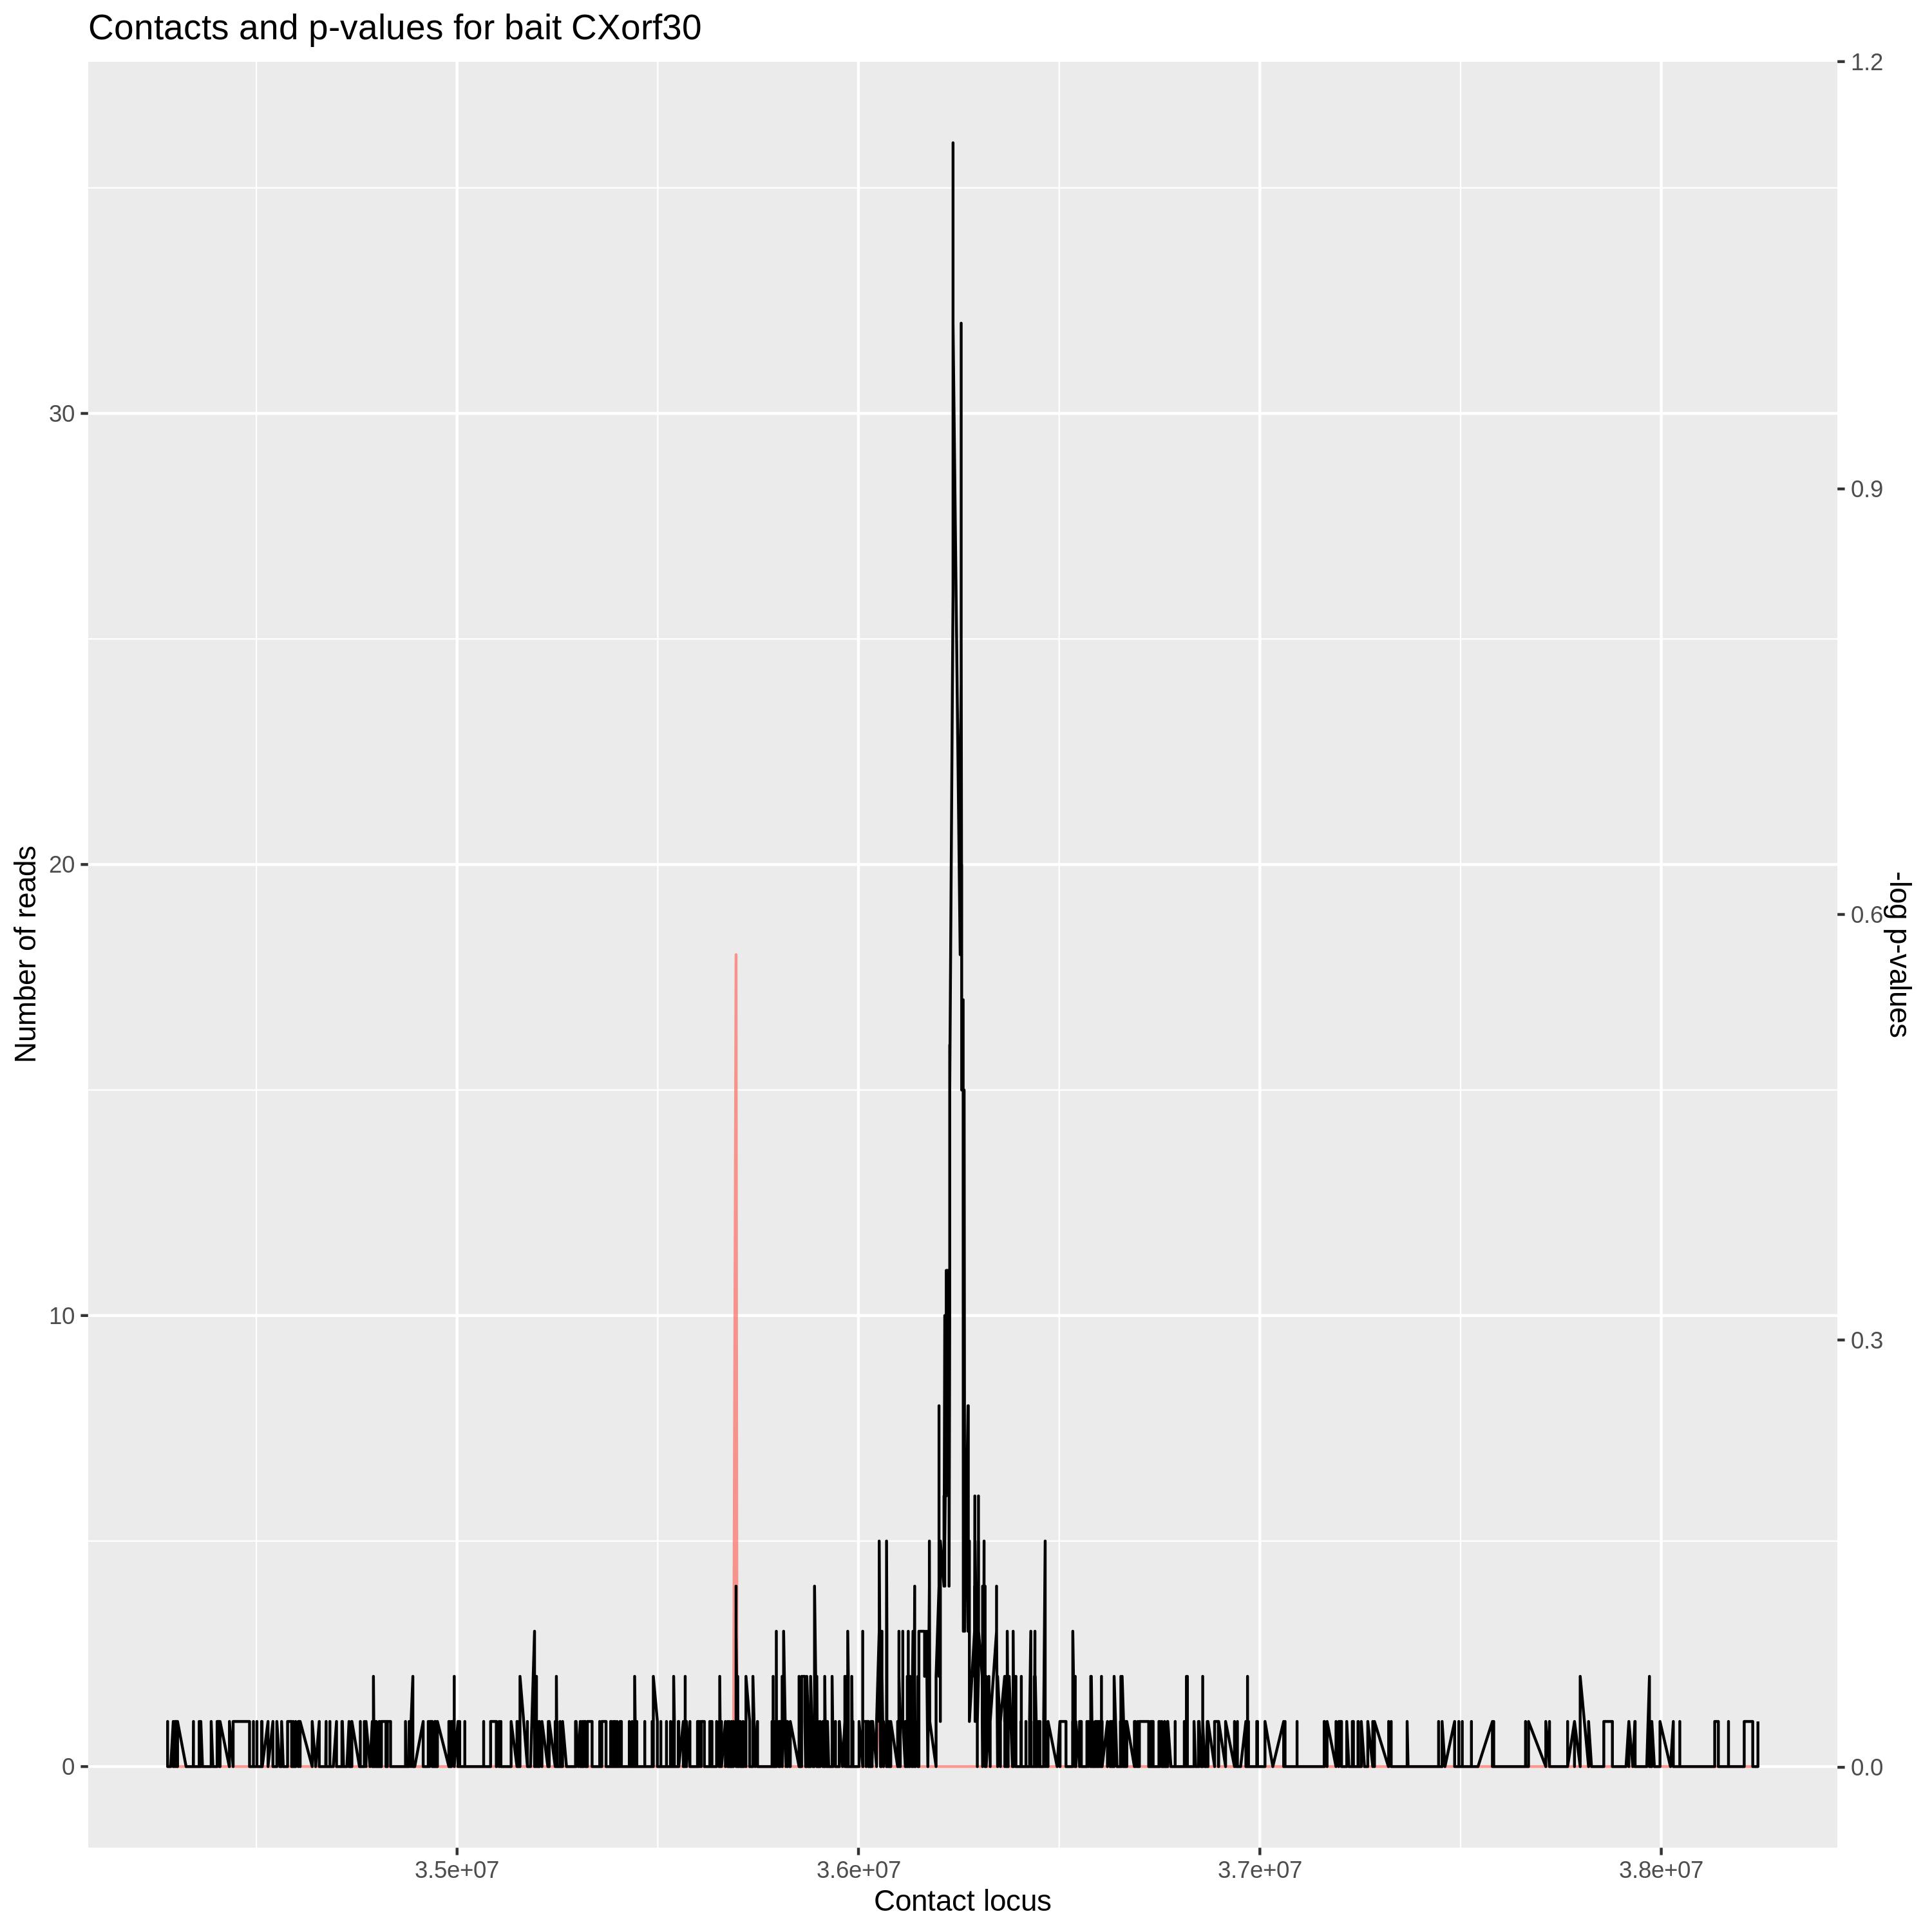 Contacts and p-values for bait CXorf30
Number of reads
30
20
10
0
1.2
0.9
0.6
0.3
0.0
-log p-values
3.5e+07
3.6e+07
3.7e+07
3.8e+07
Contact locus